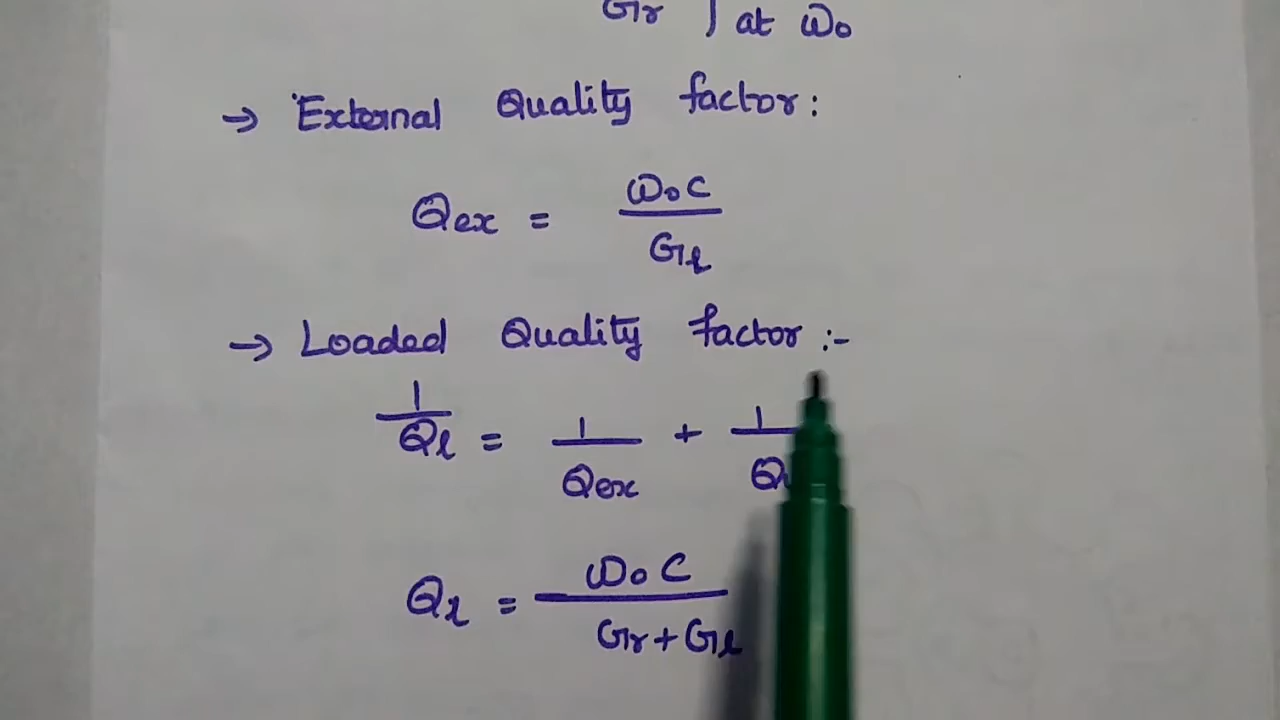 Gr ) at ω₀
→ External Quality factor:
Qex = ω₀C / Gl
→ Loaded Quality factor :-
1/Ql = 1/Qex + 1/Q
Ql = ω₀C / Gr+Gl